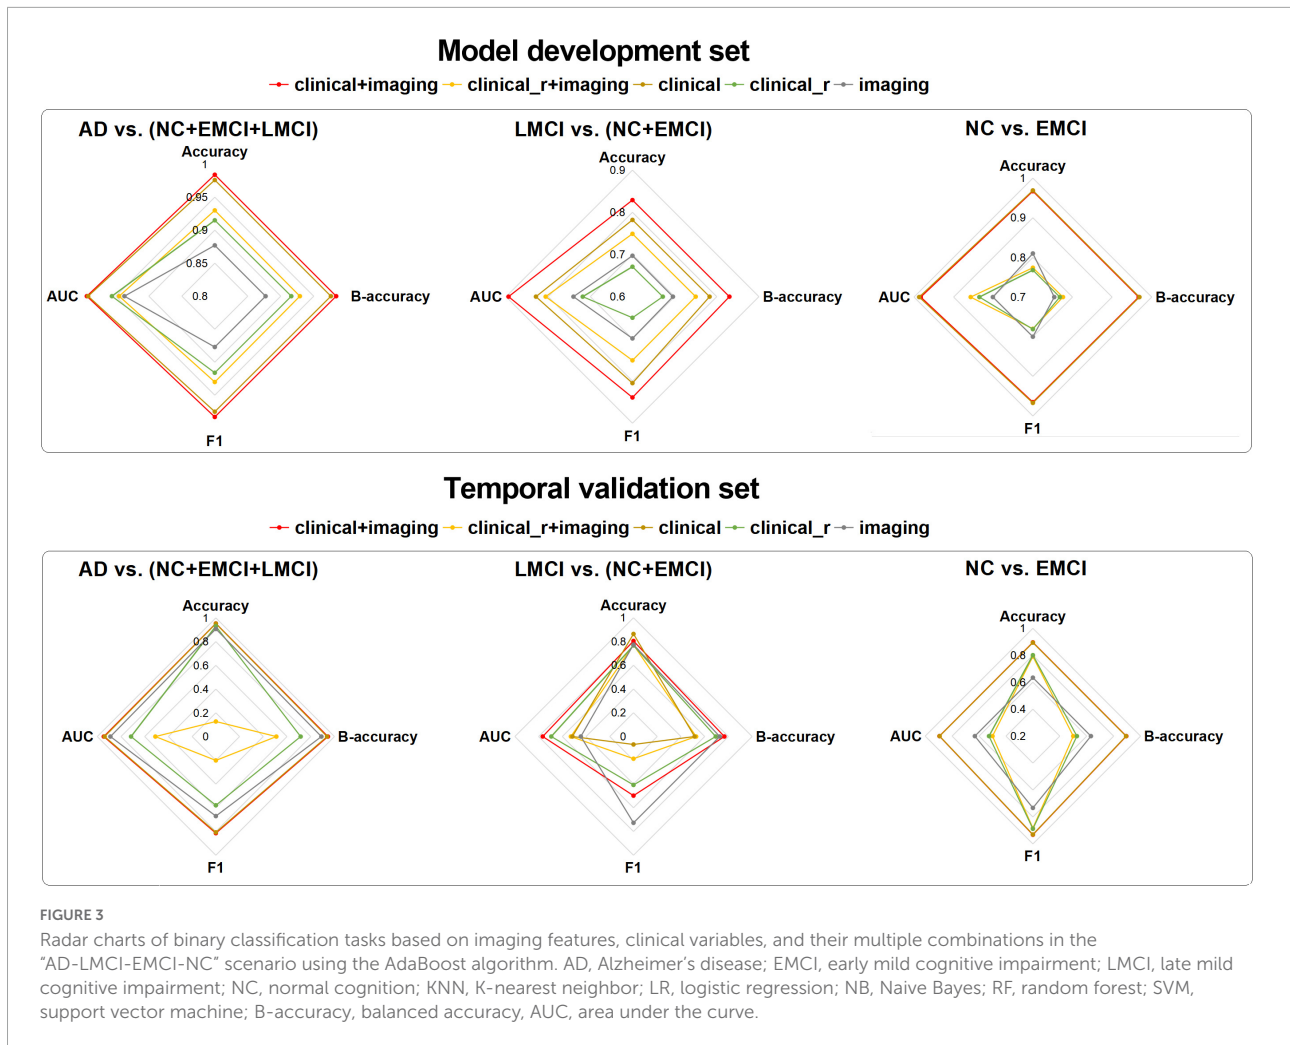 Model development set
clinical+imaging clinical_r+imaging clinical clinical_r imaging
AD vs. (NC+EMCI+LMCI)
Accuracy
1
0.95
0.9
0.85
0.8
AUC
B-accuracy
F1
LMCI vs. (NC+EMCI)
Accuracy
0.9
0.8
0.7
0.6
AUC
B-accuracy
F1
NC vs. EMCI
Accuracy
1
0.9
0.8
0.7
AUC
B-accuracy
F1
Temporal validation set
clinical+imaging clinical_r+imaging clinical clinical_r imaging
AD vs. (NC+EMCI+LMCI)
Accuracy
1
0.8
0.6
0.4
0.2
0
AUC
B-accuracy
F1
LMCI vs. (NC+EMCI)
Accuracy
1
0.8
0.6
0.4
0.2
0
AUC
B-accuracy
F1
NC vs. EMCI
Accuracy
1
0.8
0.6
0.4
0.2
AUC
B-accuracy
F1
FIGURE 3
Radar charts of binary classification tasks based on imaging features, clinical variables, and their multiple combinations in the
"AD-LMCI-EMCI-NC" scenario using the AdaBoost algorithm. AD, Alzheimer's disease; EMCI, early mild cognitive impairment; LMCI, late mild
cognitive impairment; NC, normal cognition; KNN, K-nearest neighbor; LR, logistic regression; NB, Naive Bayes; RF, random forest; SVM,
support vector machine; B-accuracy, balanced accuracy, AUC, area under the curve.